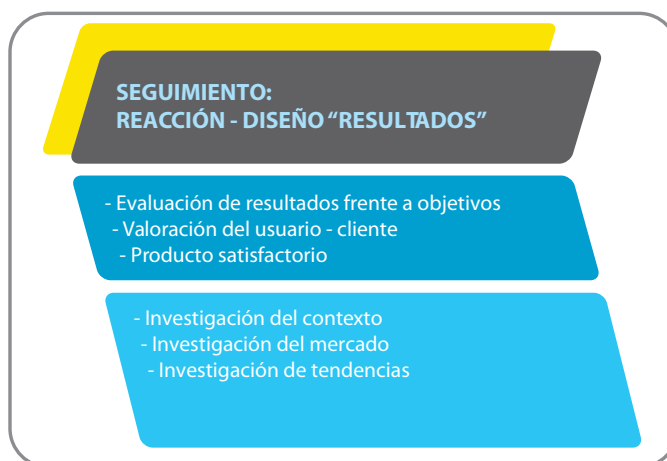 SEGUIMIENTO:
REACCIÓN - DISEÑO “RESULTADOS”
- Evaluación de resultados frente a objetivos
- Valoración del usuario - cliente
- Producto satisfactorio
- Investigación del contexto
- Investigación del mercado
- Investigación de tendencias